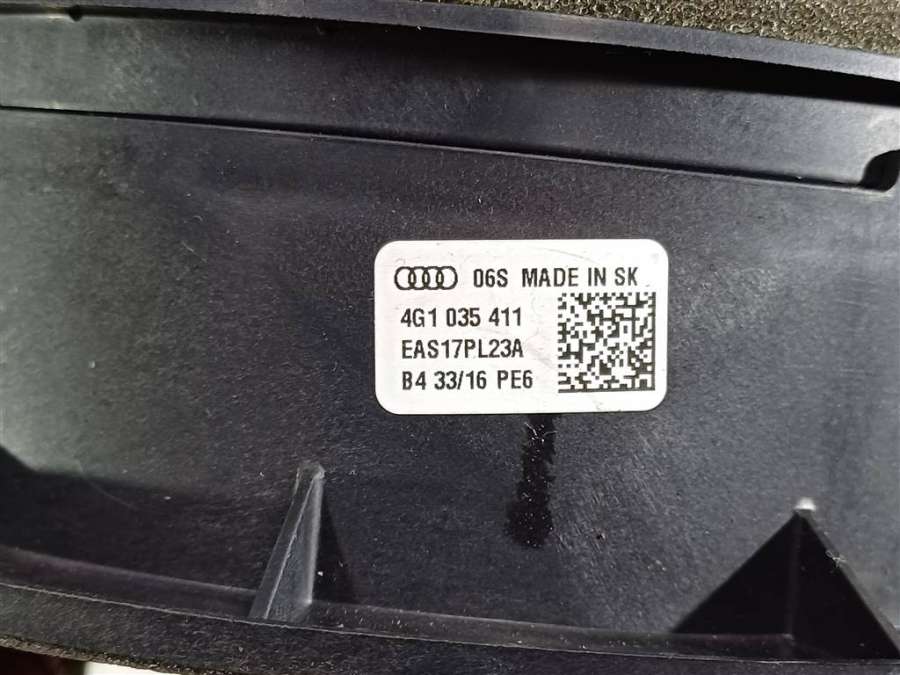 06S MADE IN SK
4G1 035 411
EAS17PL23A
B4 33/16 PE6